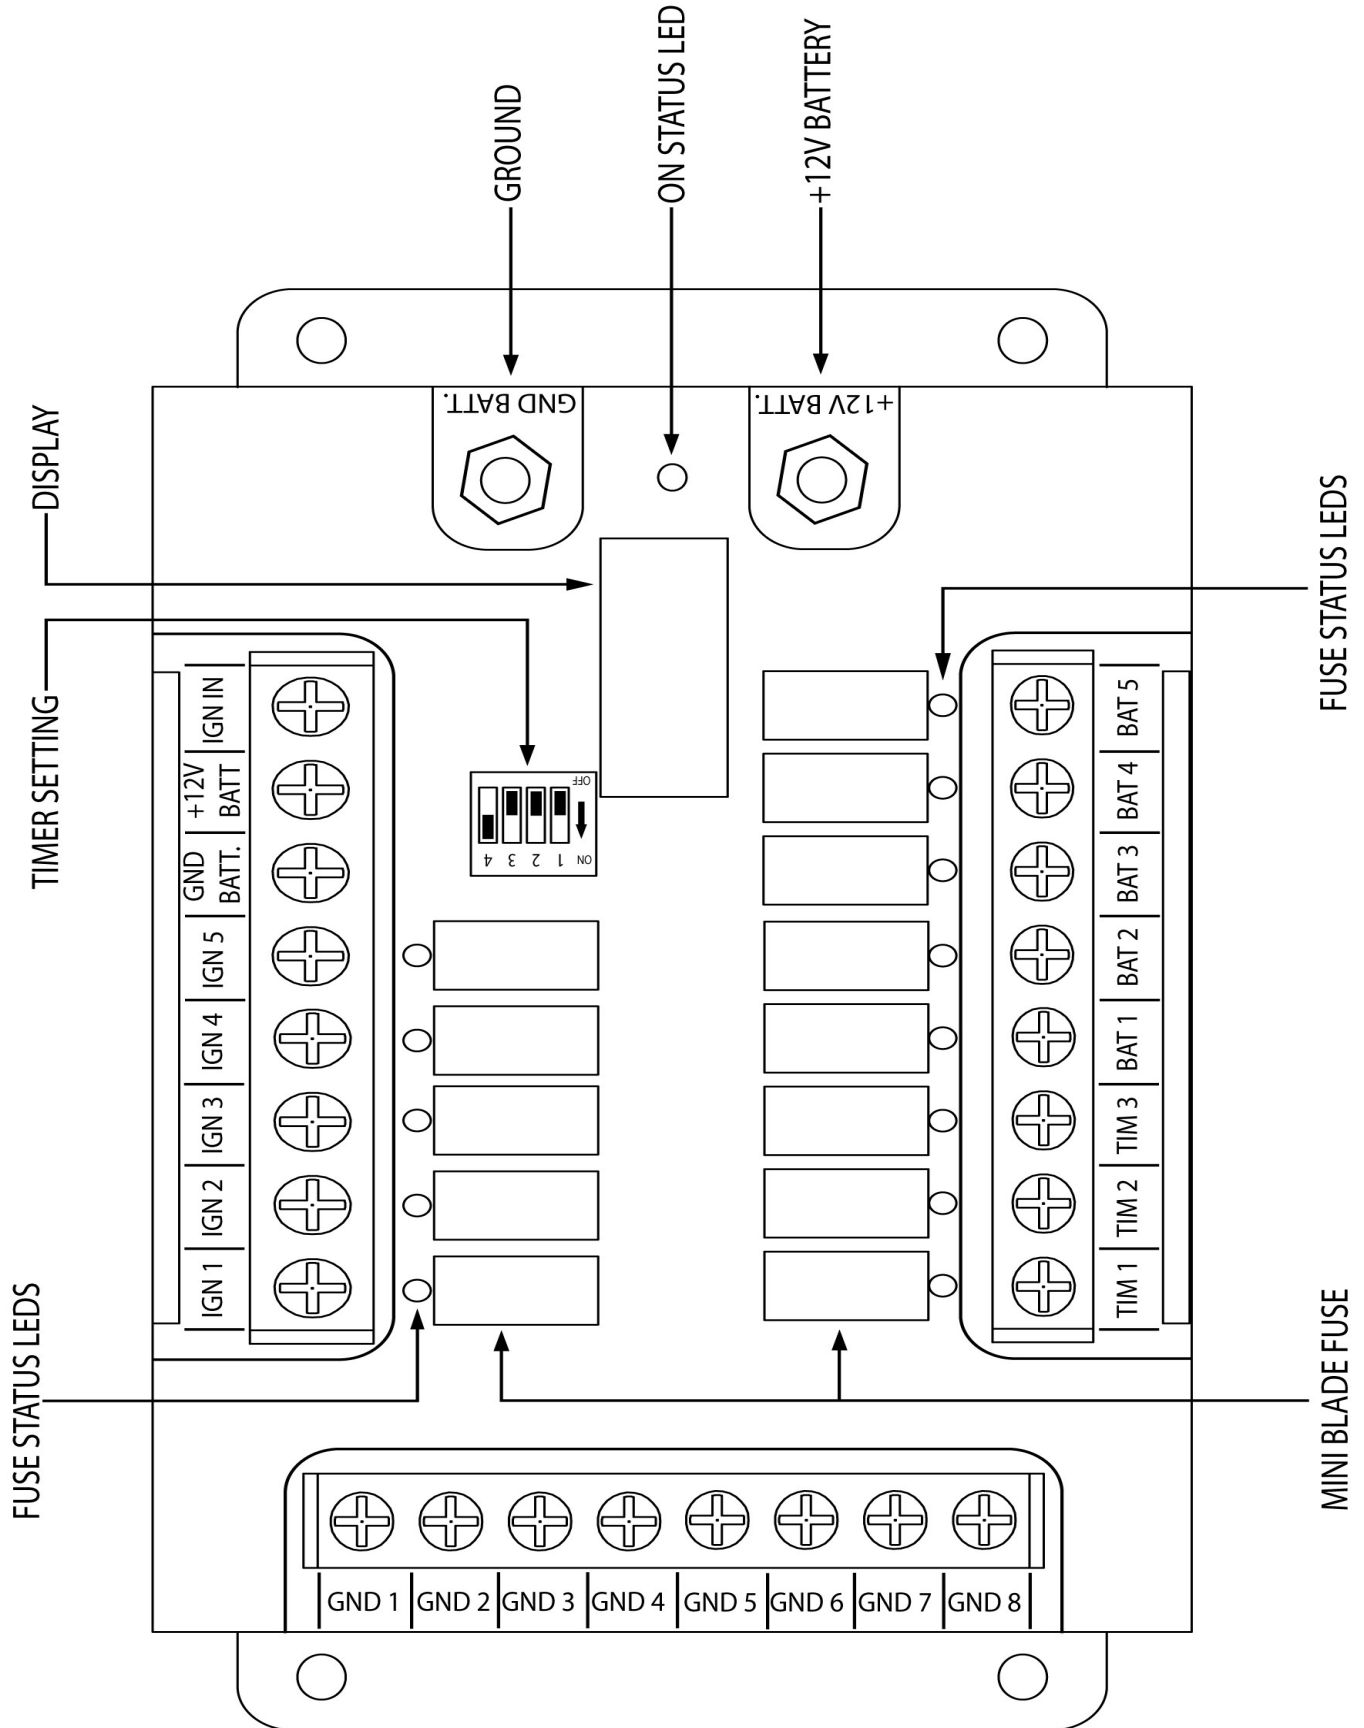 GROUND
ON STATUS LED
+12V BATTERY
DISPLAY
TIMER SETTING
GND BATT.
+12V BATT.
FUSE STATUS LEDS
IGN IN
+12V
BATT
GND
BATT.
IGN 5
IGN 4
IGN 3
IGN 2
IGN 1
OFF
ON
1
2
3
4
BAT 5
BAT 4
BAT 3
BAT 2
BAT 1
TIM 3
TIM 2
TIM 1
FUSE STATUS LEDS
MINI BLADE FUSE
GND 1
GND 2
GND 3
GND 4
GND 5
GND 6
GND 7
GND 8